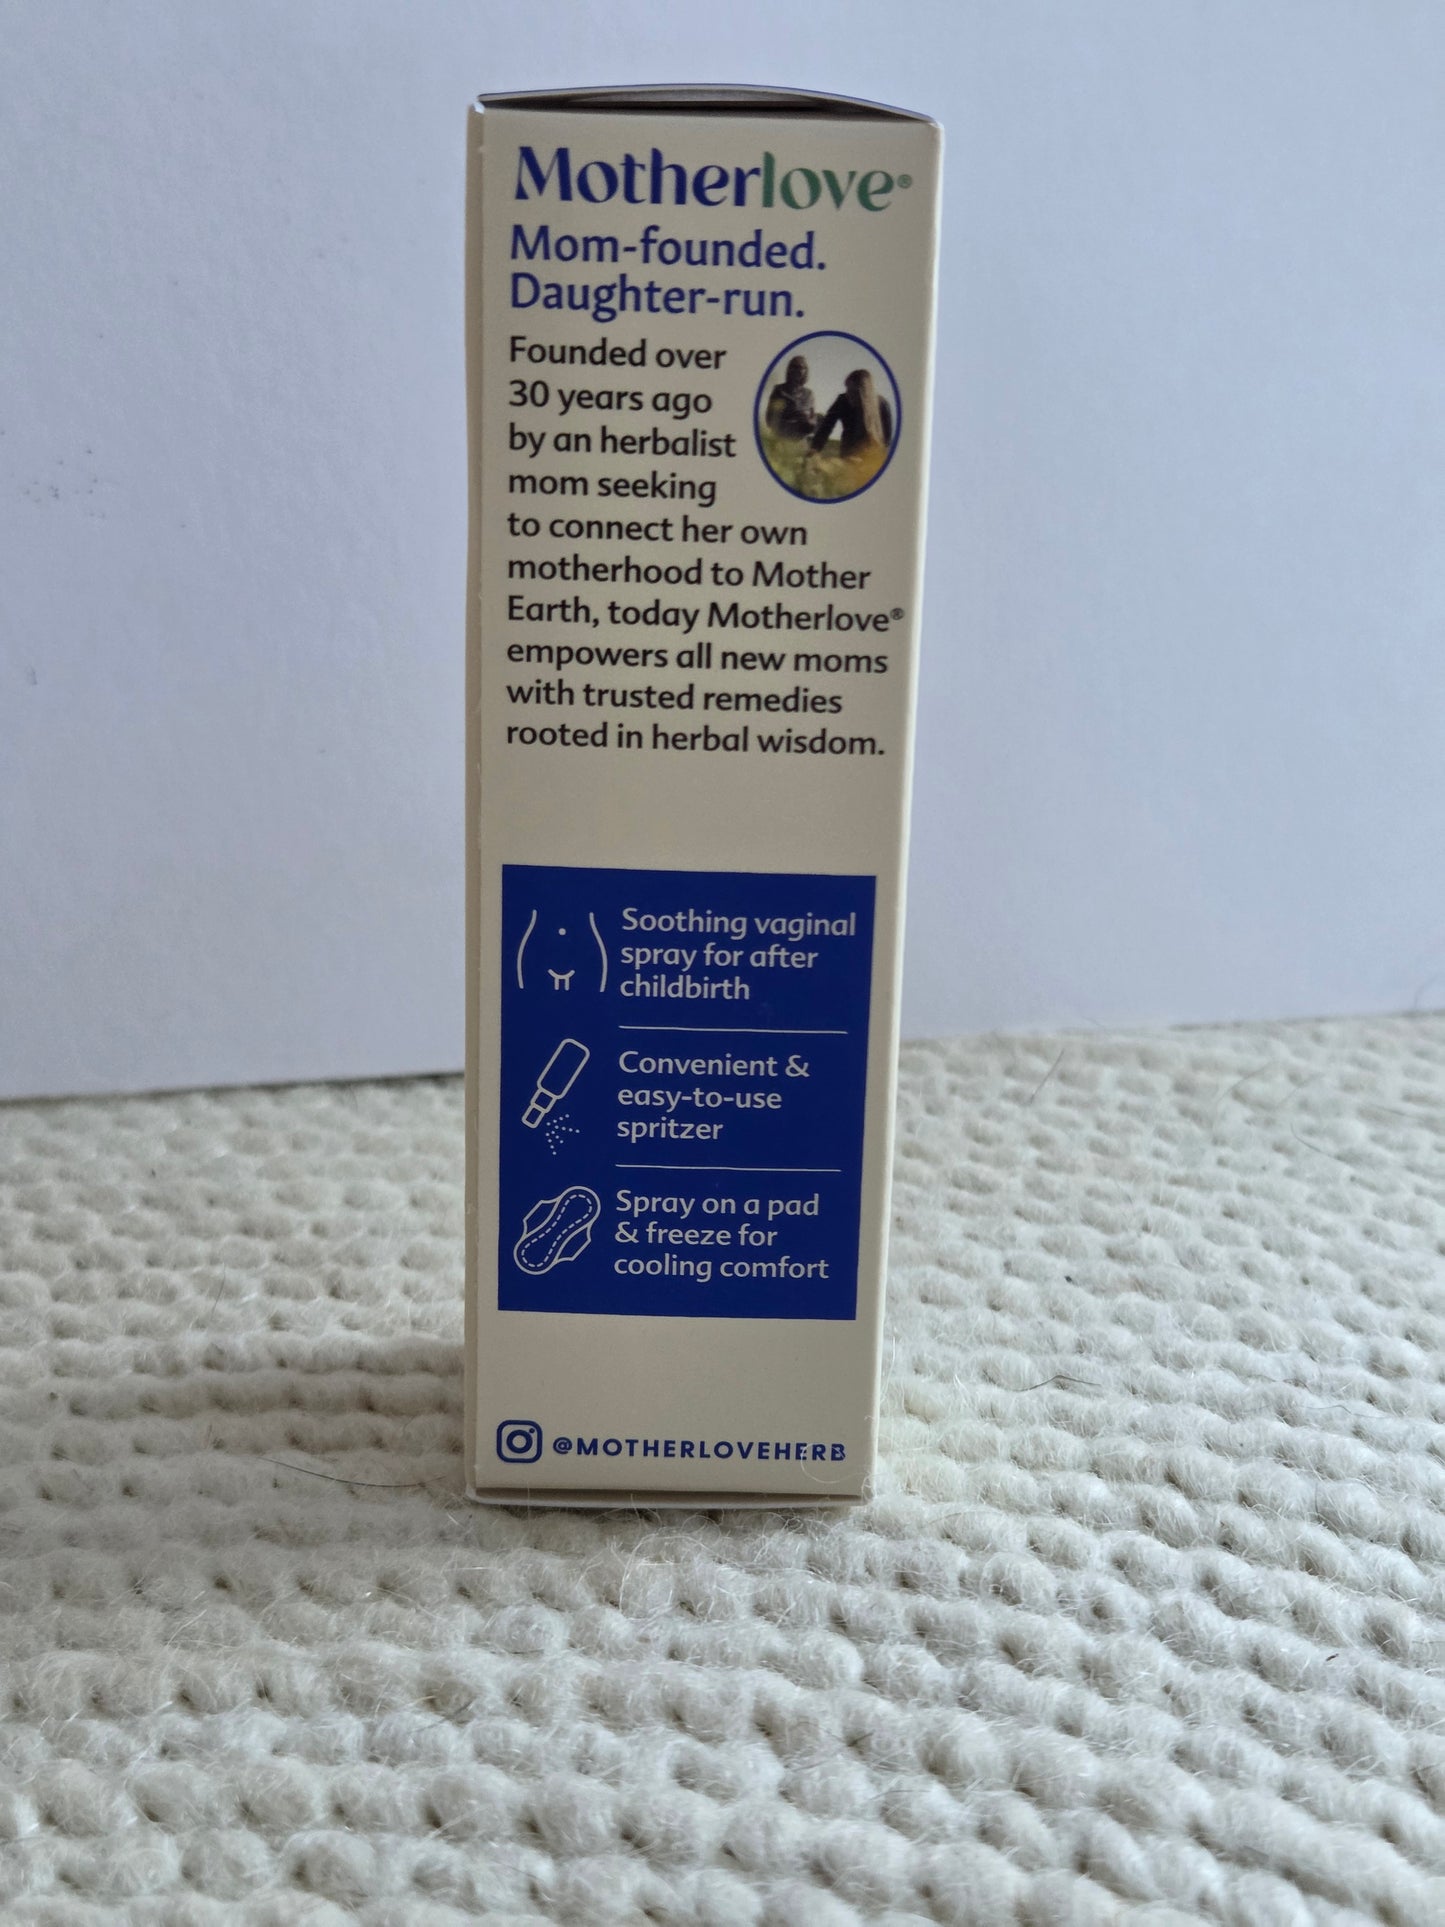 Motherlove®
Mom-founded.
Daughter-run.
Founded over
30 years ago
by an herbalist
mom seeking
to connect her own
motherhood to Mother
Earth, today Motherlove®
empowers all new moms
with trusted remedies
rooted in herbal wisdom.
Soothing vaginal
spray for after
childbirth
Convenient &
easy-to-use
spritzer
Spray on a pad
& freeze for
cooling comfort
@MOTHERLOVEHERB